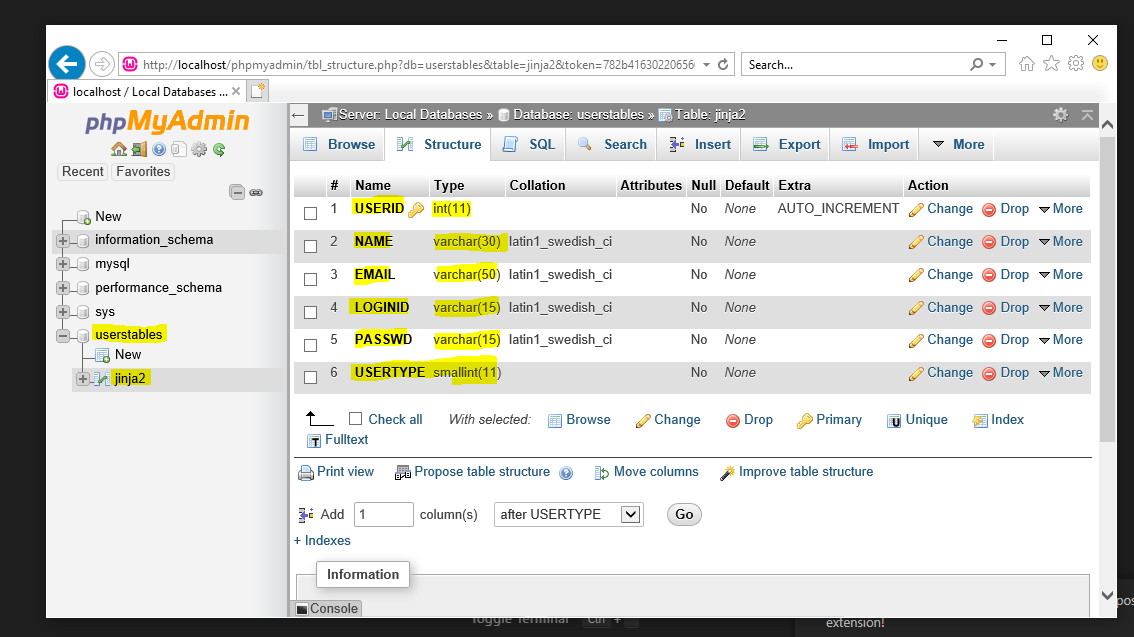 http://localhost/phpmyadmin/tbl_structure.php?db=userstables&table=jinja2&token=782b41630220656
Search...
localhost / Local Databases ...
phpMyAdmin
Recent Favorites
New
information_schema
mysql
performance_schema
sys
userstables
New
jinja2
Server: Local Databases » Database: userstables » Table: jinja2
Browse Structure SQL Search Insert Export Import More
# Name Type Collation Attributes Null Default Extra Action
1 USERID int(11) No None AUTO_INCREMENT Change Drop More
2 NAME varchar(30) latin1_swedish_ci No None Change Drop More
3 EMAIL varchar(50) latin1_swedish_ci No None Change Drop More
4 LOGINID varchar(15) latin1_swedish_ci No None Change Drop More
5 PASSWD varchar(15) latin1_swedish_ci No None Change Drop More
6 USERTYPE smallint(11) No None Change Drop More
Check all With selected: Browse Change Drop Primary Unique Index
Fulltext
Print view Propose table structure Move columns Improve table structure
Add 1 column(s) after USERTYPE Go
+ Indexes
Information
Console
Toggle Terminal Ctrl +
extension!